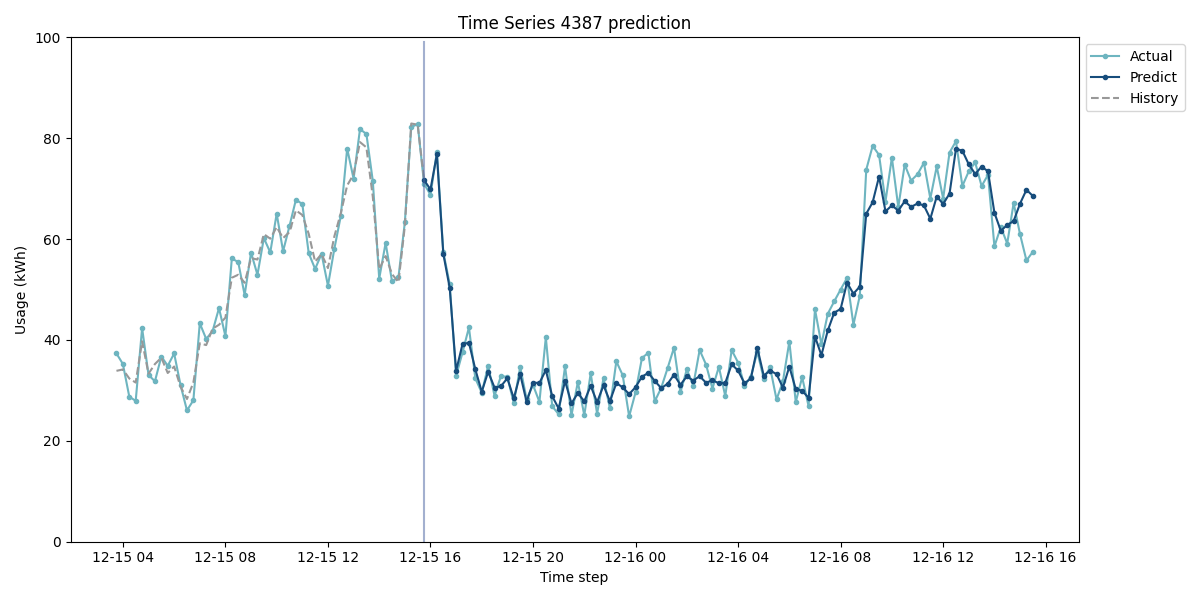 Time Series 4387 prediction
Usage (kWh)
100
80
60
40
20
0
12-15 04
12-15 08
12-15 12
12-15 16
12-15 20
12-16 00
12-16 04
12-16 08
12-16 12
12-16 16
Time step
Actual
Predict
History